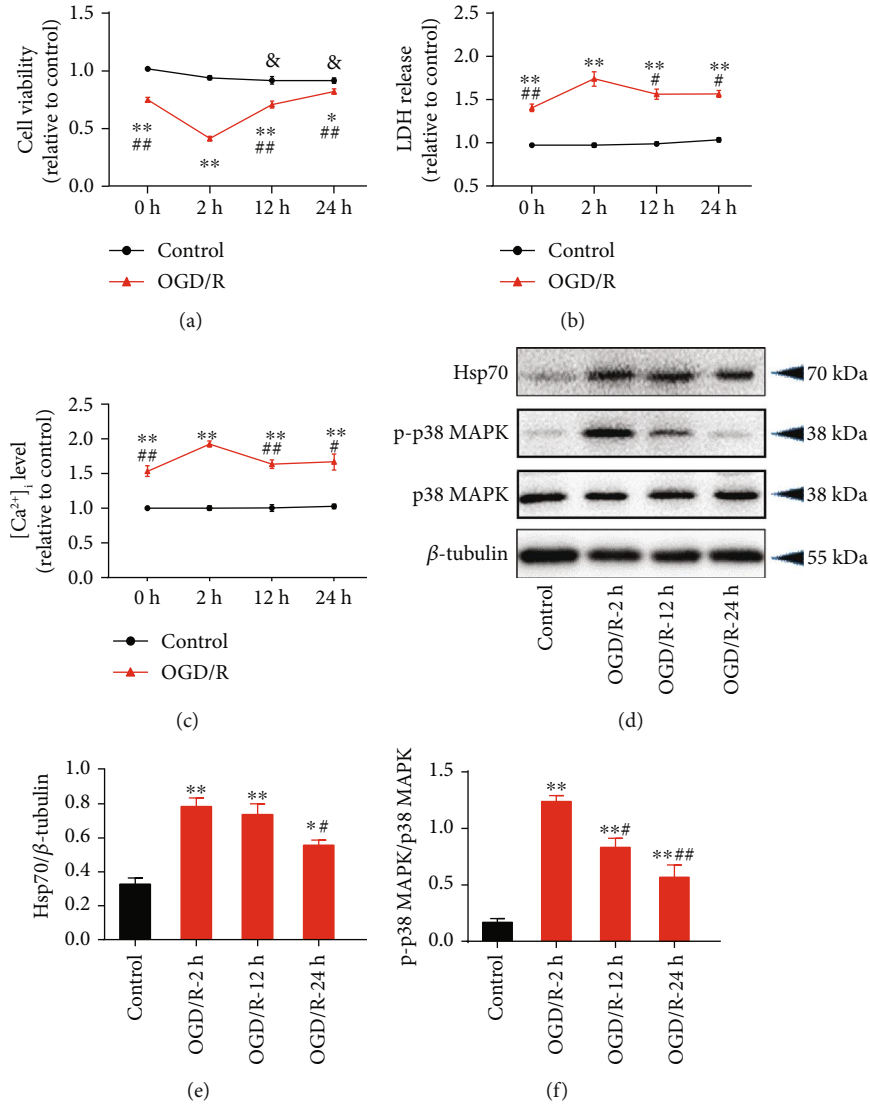 Cell viability
(relative to control)
1.5
1.0
0.5
0.0
&
&
**
##
**
**
##
*
##
0 h
2 h
12 h
24 h
Control
OGD/R
(a)
LDH release
(relative to control)
2.5
2.0
1.5
1.0
0.5
**
##
**
**
#
**
#
0 h
2 h
12 h
24 h
Control
OGD/R
(b)
[Ca²⁺]ᵢ level
(relative to control)
2.5
2.0
1.5
1.0
0.5
0.0
**
##
**
**
##
**
#
0 h
2 h
12 h
24 h
Control
OGD/R
(c)
Hsp70
70 kDa
p-p38 MAPK
38 kDa
p38 MAPK
38 kDa
β-tubulin
55 kDa
Control
OGD/R-2 h
OGD/R-12 h
OGD/R-24 h
(d)
Hsp70/β-tubulin
1.0
0.8
0.6
0.4
0.2
0.0
**
**
*#
Control
OGD/R-2 h
OGD/R-12 h
OGD/R-24 h
(e)
p-p38 MAPK/p38 MAPK
1.5
1.0
0.5
0.0
**
**#
**##
Control
OGD/R-2 h
OGD/R-12 h
OGD/R-24 h
(f)